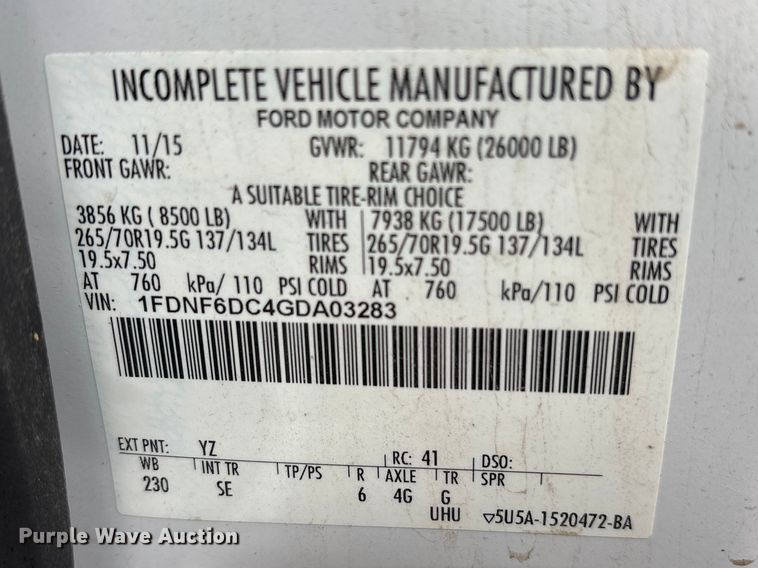 INCOMPLETE VEHICLE MANUFACTURED BY
FORD MOTOR COMPANY
DATE: 11/15 GVWR: 11794 KG (26000 LB)
FRONT GAWR: REAR GAWR:
A SUITABLE TIRE-RIM CHOICE
3856 KG ( 8500 LB) WITH 7938 KG (17500 LB) WITH
265/70R19.5G 137/134L TIRES 265/70R19.5G 137/134L TIRES
19.5x7.50 RIMS 19.5x7.50 RIMS
AT 760 kPa/ 110 PSI COLD AT 760 kPa/110 PSI COLD
VIN: 1FDNF6DC4GDA03283
EXT PNT: YZ RC: 41 DSO:
WB INT TR TP/PS R AXLE TR SPR
230 SE 6 4G G
UHU ▽5U5A-1520472-BA
Purple Wave Auction